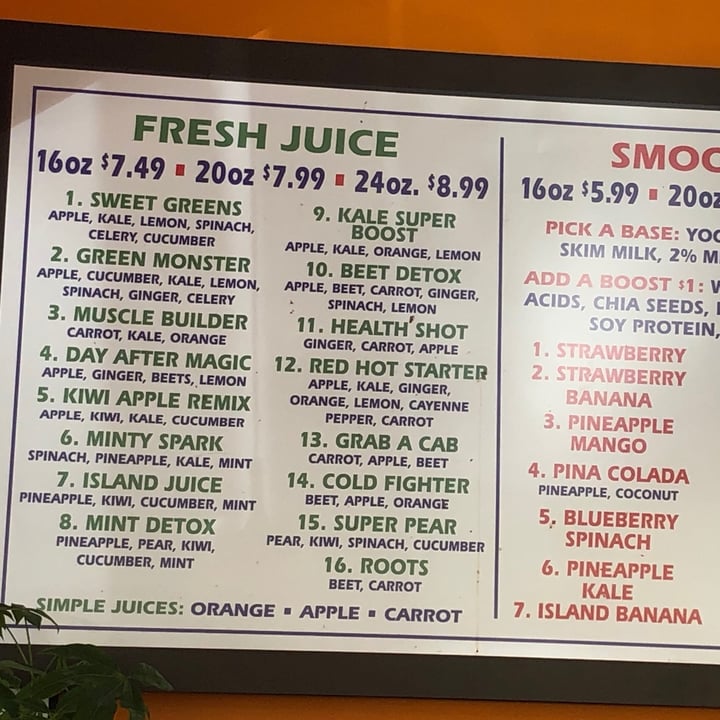 FRESH JUICE
16oz $7.49 ▪ 20oz $7.99 ▪ 24oz. $8.99
1. SWEET GREENS
APPLE, KALE, LEMON, SPINACH,
CELERY, CUCUMBER
2. GREEN MONSTER
APPLE, CUCUMBER, KALE, LEMON,
SPINACH, GINGER, CELERY
3. MUSCLE BUILDER
CARROT, KALE, ORANGE
4. DAY AFTER MAGIC
APPLE, GINGER, BEETS, LEMON
5. KIWI APPLE REMIX
APPLE, KIWI, KALE, CUCUMBER
6. MINTY SPARK
SPINACH, PINEAPPLE, KALE, MINT
7. ISLAND JUICE
PINEAPPLE, KIWI, CUCUMBER, MINT
8. MINT DETOX
PINEAPPLE, PEAR, KIWI,
CUCUMBER, MINT
9. KALE SUPER
BOOST
APPLE, KALE, ORANGE, LEMON
10. BEET DETOX
APPLE, BEET, CARROT, GINGER,
SPINACH, LEMON
11. HEALTH SHOT
GINGER, CARROT, APPLE
12. RED HOT STARTER
APPLE, KALE, GINGER,
ORANGE, LEMON, CAYENNE
PEPPER, CARROT
13. GRAB A CAB
CARROT, APPLE, BEET
14. COLD FIGHTER
BEET, APPLE, ORANGE
15. SUPER PEAR
PEAR, KIWI, SPINACH, CUCUMBER
16. ROOTS
BEET, CARROT
SIMPLE JUICES: ORANGE ▪ APPLE ▪ CARROT
SMOO
16oz $5.99 ▪ 20oz
PICK A BASE: YOG
SKIM MILK, 2% M
ADD A BOOST $1: W
ACIDS, CHIA SEEDS,
SOY PROTEIN,
1. STRAWBERRY
2. STRAWBERRY
BANANA
3. PINEAPPLE
MANGO
4. PINA COLADA
PINEAPPLE, COCONUT
5. BLUEBERRY
SPINACH
6. PINEAPPLE
KALE
7. ISLAND BANANA